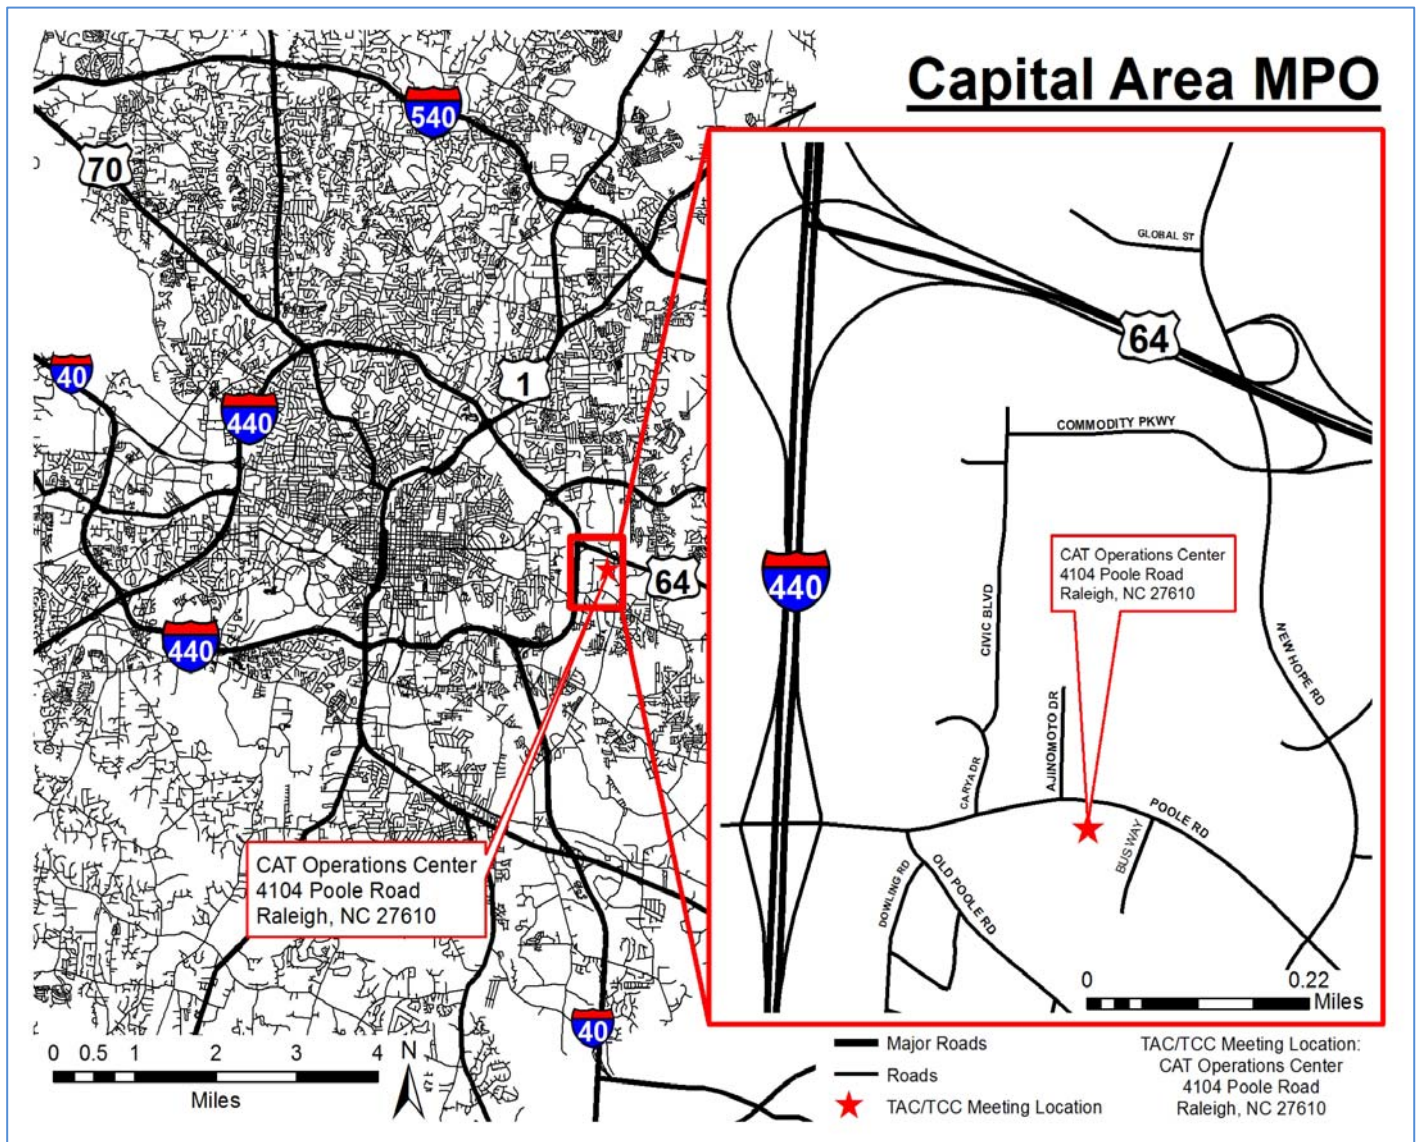 Capital Area MPO
540
70
40
440
1
64
440
40
CAT Operations Center
4104 Poole Road
Raleigh, NC 27610
0 0.5 1 2 3 4
Miles
N
GLOBAL ST
64
COMMODITY PKWY
440
CIVIC BLVD
CAT Operations Center
4104 Poole Road
Raleigh, NC 27610
NEW HOPE RD
AJINOMOTO DR
CARYA DR
POOLE RD
BUSWAY
DOWLING RD
OLD POOLE RD
0 0.22
Miles
Major Roads
Roads
TAC/TCC Meeting Location
TAC/TCC Meeting Location:
CAT Operations Center
4104 Poole Road
Raleigh, NC 27610